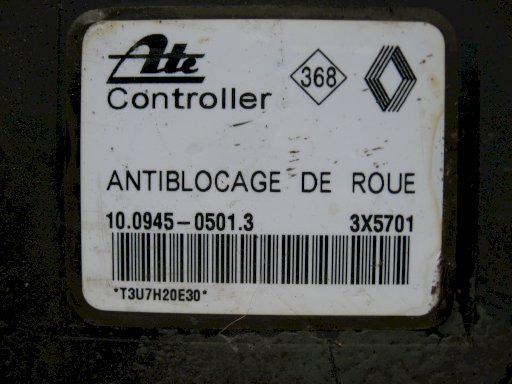 Ate
368
Controller
ANTIBLOCAGE DE ROUE
10.0945-0501.3 3X5701
*T3U7H20E30*